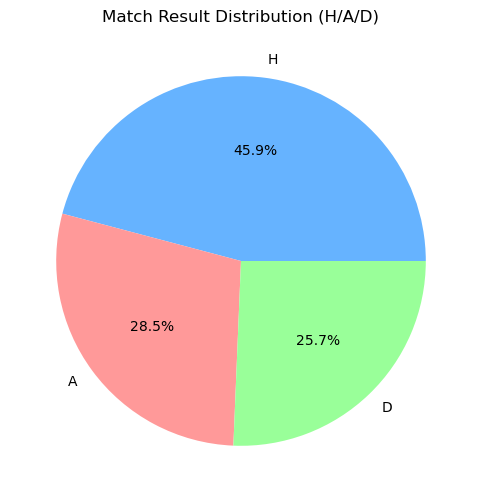 Match Result Distribution (H/A/D)
H
45.9%
28.5%
25.7%
A
D